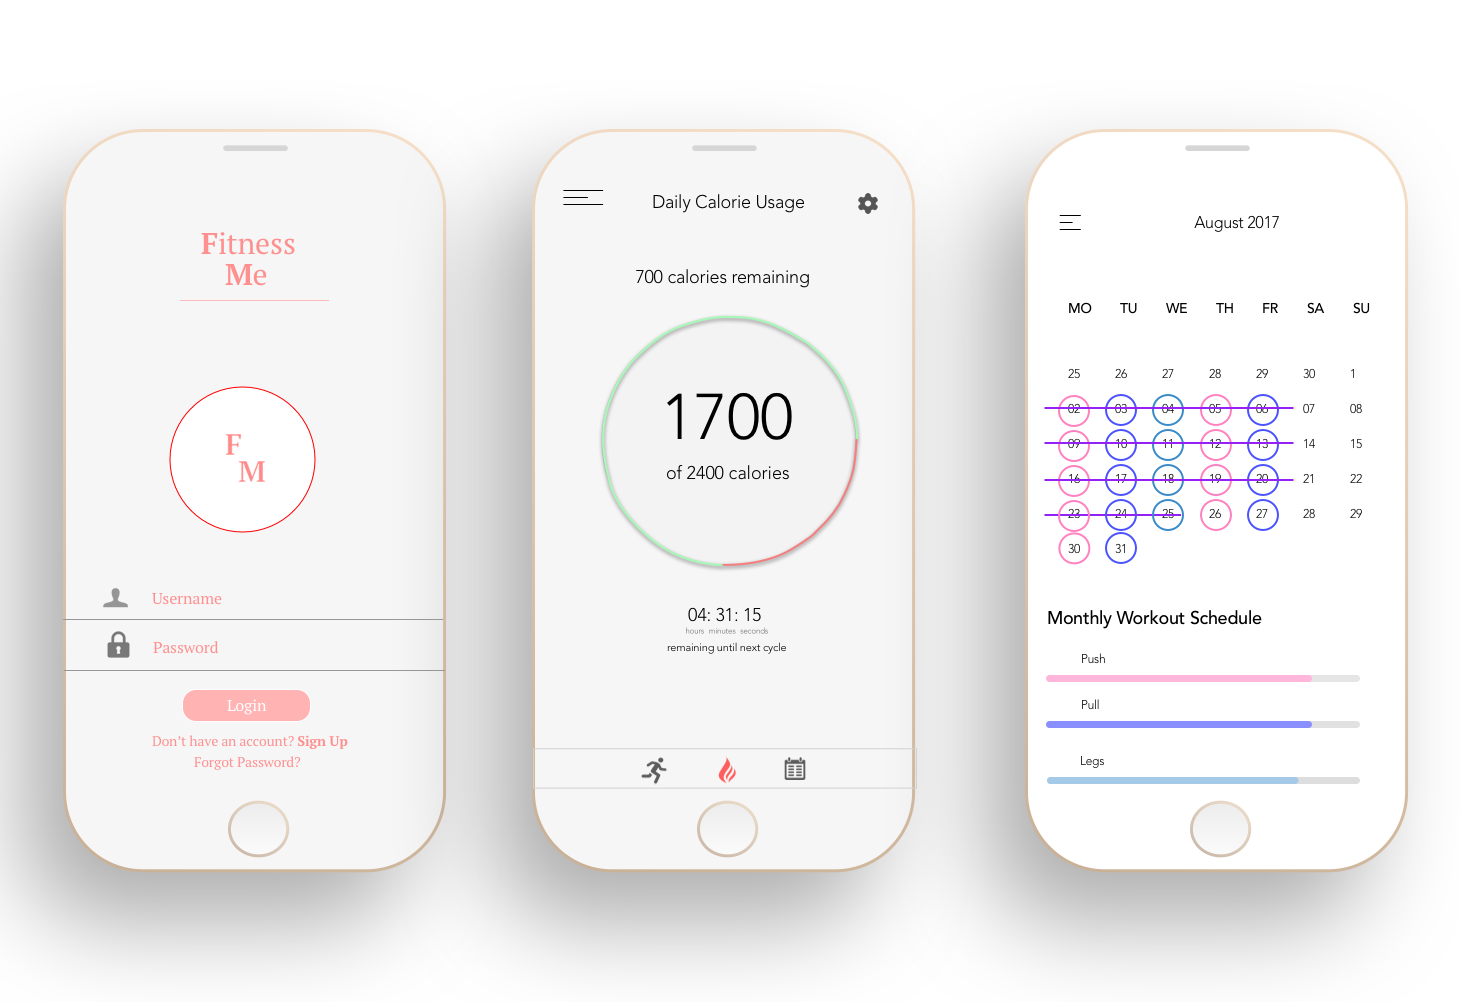 Fitness
Me
F
M
Username
Password
Login
Don't have an account? Sign Up
Forgot Password?
Daily Calorie Usage
700 calories remaining
1700
of 2400 calories
04: 31: 15
hours minutes seconds
remaining until next cycle
August 2017
MO TU WE TH FR SA SU
25 26 27 28 29 30 1
02 03 04 05 06 07 08
09 10 11 12 13 14 15
16 17 18 19 20 21 22
23 24 25 26 27 28 29
30 31
Monthly Workout Schedule
Push
Pull
Legs